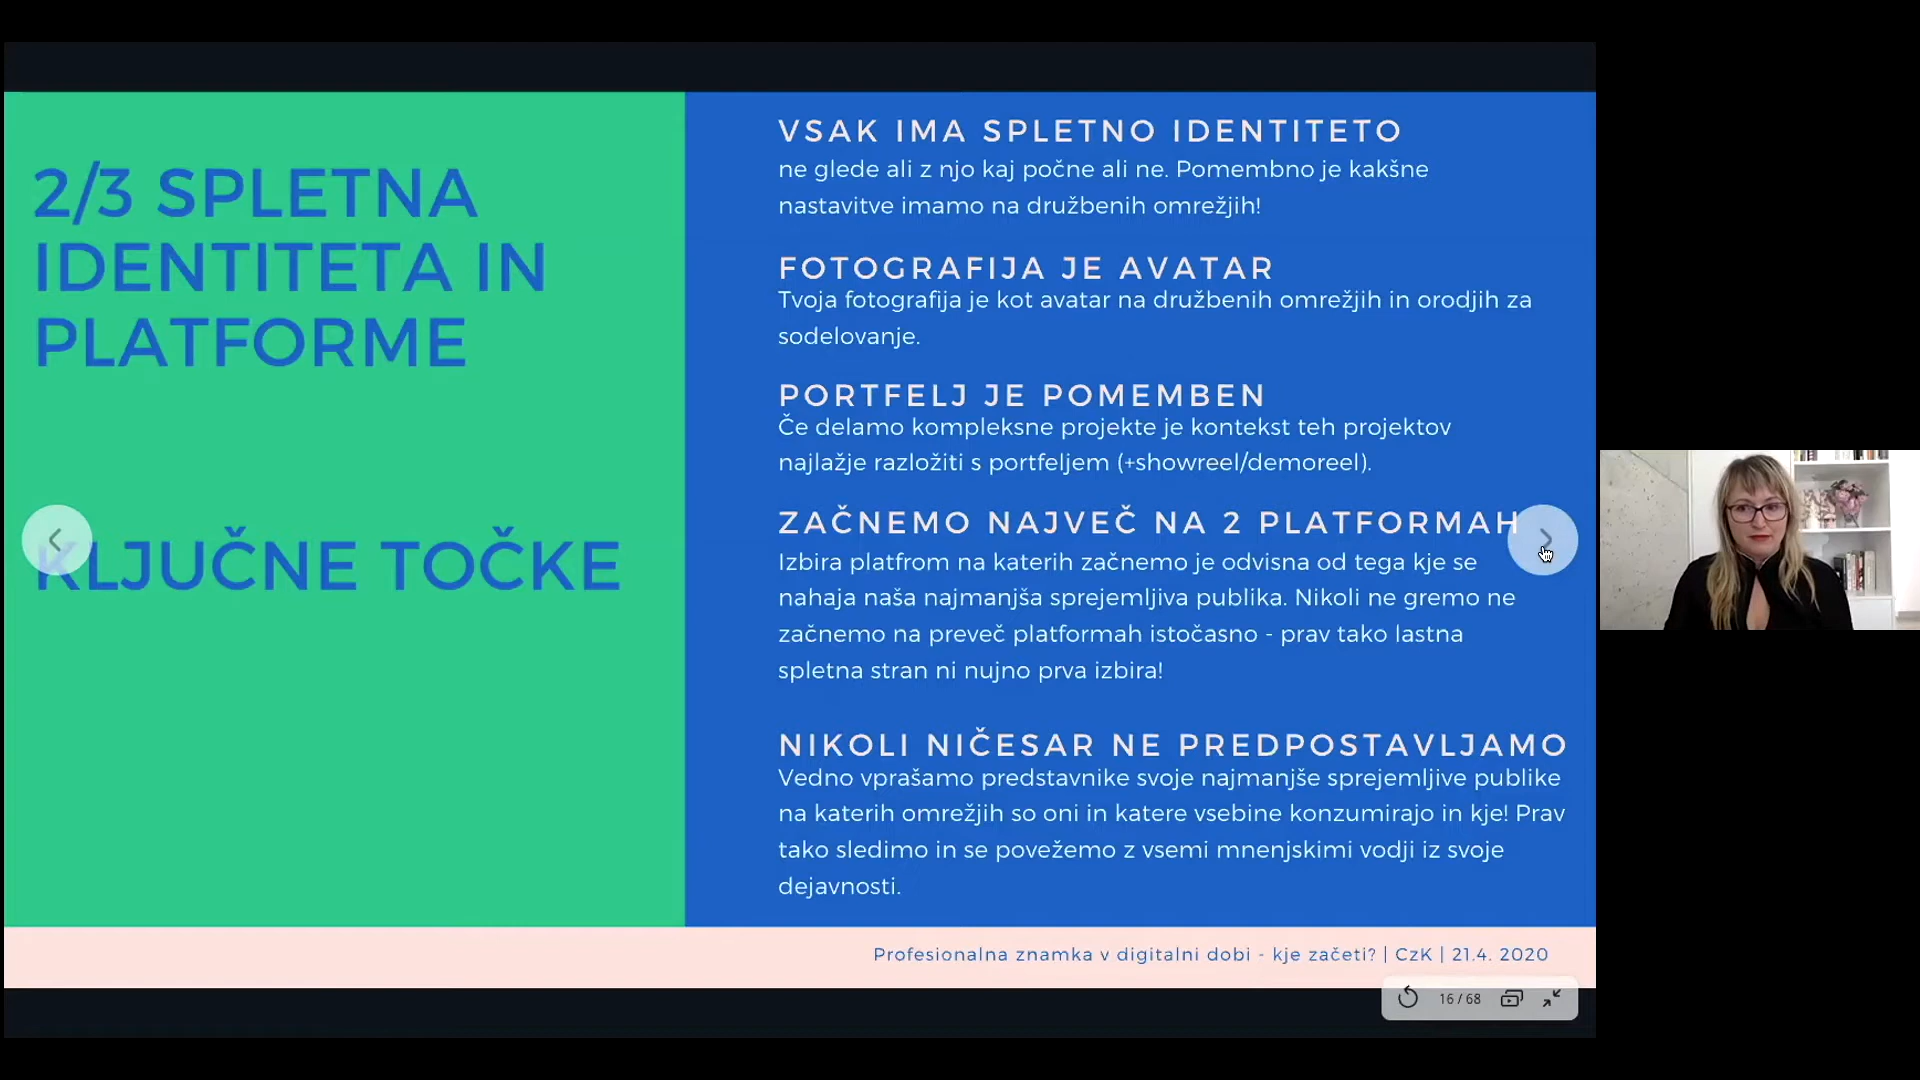 2/3 SPLETNA
IDENTITETA IN
PLATFORME
KLJUČNE TOČKE
VSAK IMA SPLETNO IDENTITETO
ne glede ali z njo kaj počne ali ne. Pomembno je kakšne
nastavitve imamo na družbenih omrežjih!
FOTOGRAFIJA JE AVATAR
Tvoja fotografija je kot avatar na družbenih omrežjih in orodjih za
sodelovanje.
PORTFELJ JE POMEMBEN
Če delamo kompleksne projekte je kontekst teh projektov
najlažje razložiti s portfeljem (+showreel/demoreel).
ZAČNEMO NAJVEČ NA 2 PLATFORMAH
Izbira platfrom na katerih začnemo je odvisna od tega kje se
nahaja naša najmanjša sprejemljiva publika. Nikoli ne gremo ne
začnemo na preveč platformah istočasno - prav tako lastna
spletna stran ni nujno prva izbira!
NIKOLI NIČESAR NE PREDPOSTAVLJAMO
Vedno vprašamo predstavnike svoje najmanjše sprejemljive publike
na katerih omrežjih so oni in katere vsebine konzumirajo in kje! Prav
tako sledimo in se povežemo z vsemi mnenjskimi vodji iz svoje
dejavnosti.
Profesionalna znamka v digitalni dobi - kje začeti? | CzK | 21.4. 2020
16 / 68